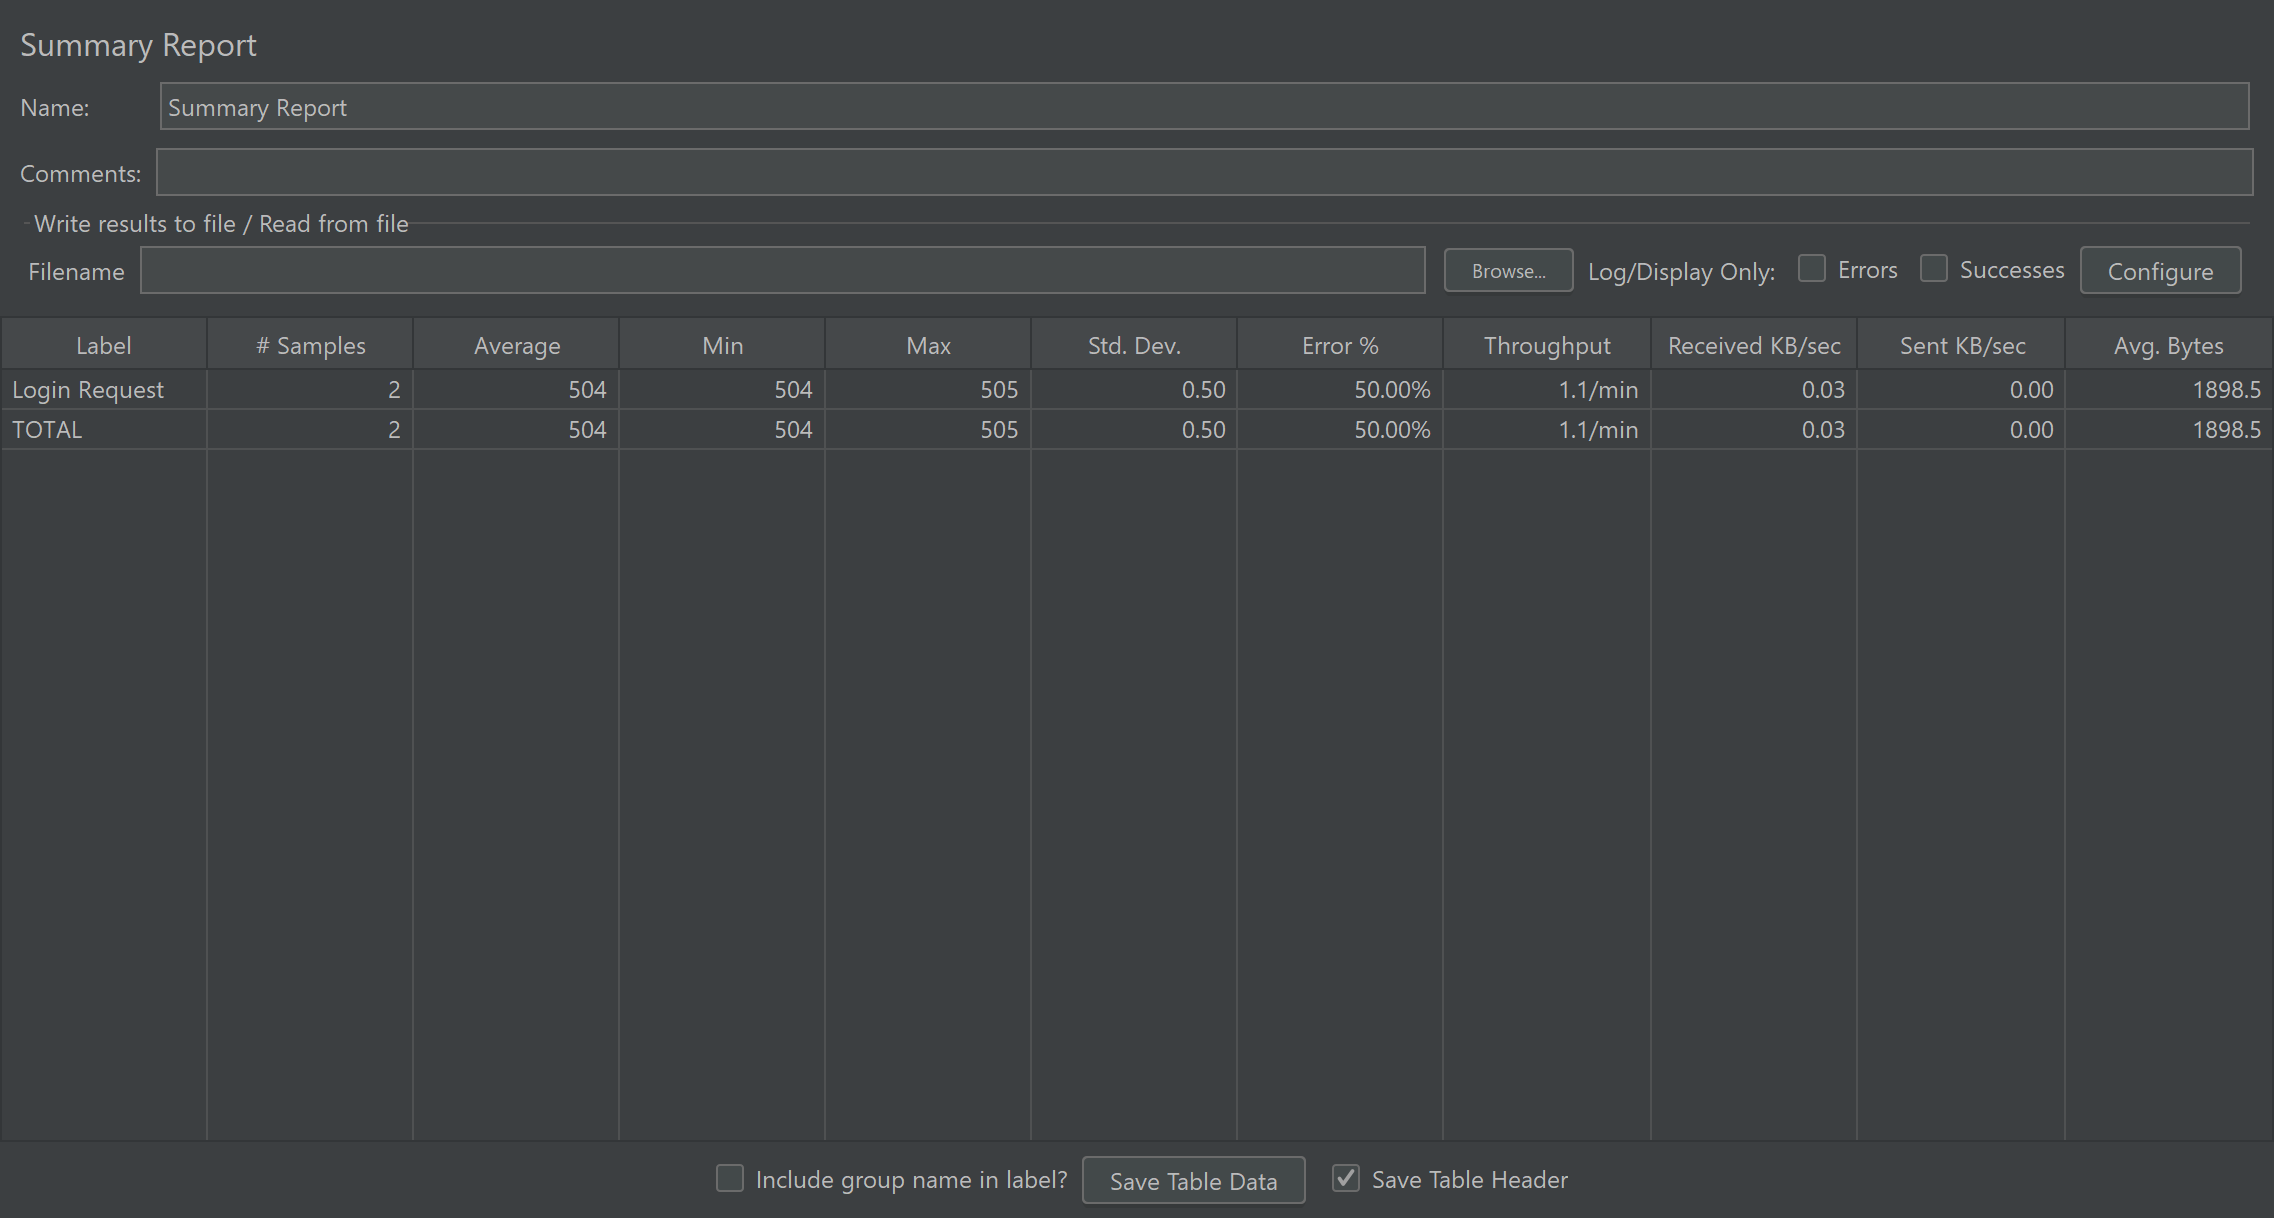 Summary Report
Name: Summary Report
Comments:
Write results to file / Read from file
Filename Browse... Log/Display Only: Errors Successes Configure
Label # Samples Average Min Max Std. Dev. Error % Throughput Received KB/sec Sent KB/sec Avg. Bytes
Login Request 2 504 504 505 0.50 50.00% 1.1/min 0.03 0.00 1898.5
TOTAL 2 504 504 505 0.50 50.00% 1.1/min 0.03 0.00 1898.5
Include group name in label? Save Table Data Save Table Header